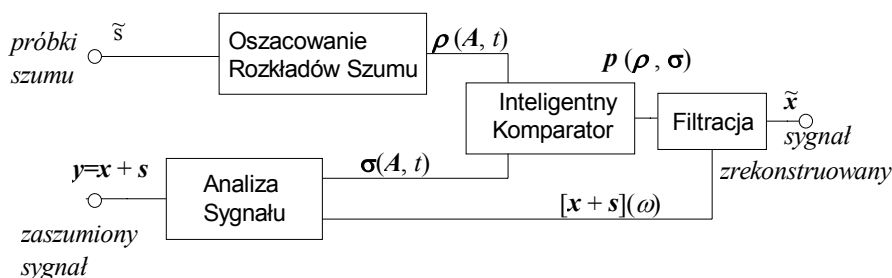 próbki
szumu
s̃
Oszacowanie
Rozkładów Szumu
ρ (A, t)
p (ρ , σ)
Inteligentny
Komparator
Filtracja
x̃
sygnał
zrekonstruowany
y=x + s
zaszumiony
sygnał
Analiza
Sygnału
σ(A, t)
[x + s](ω)